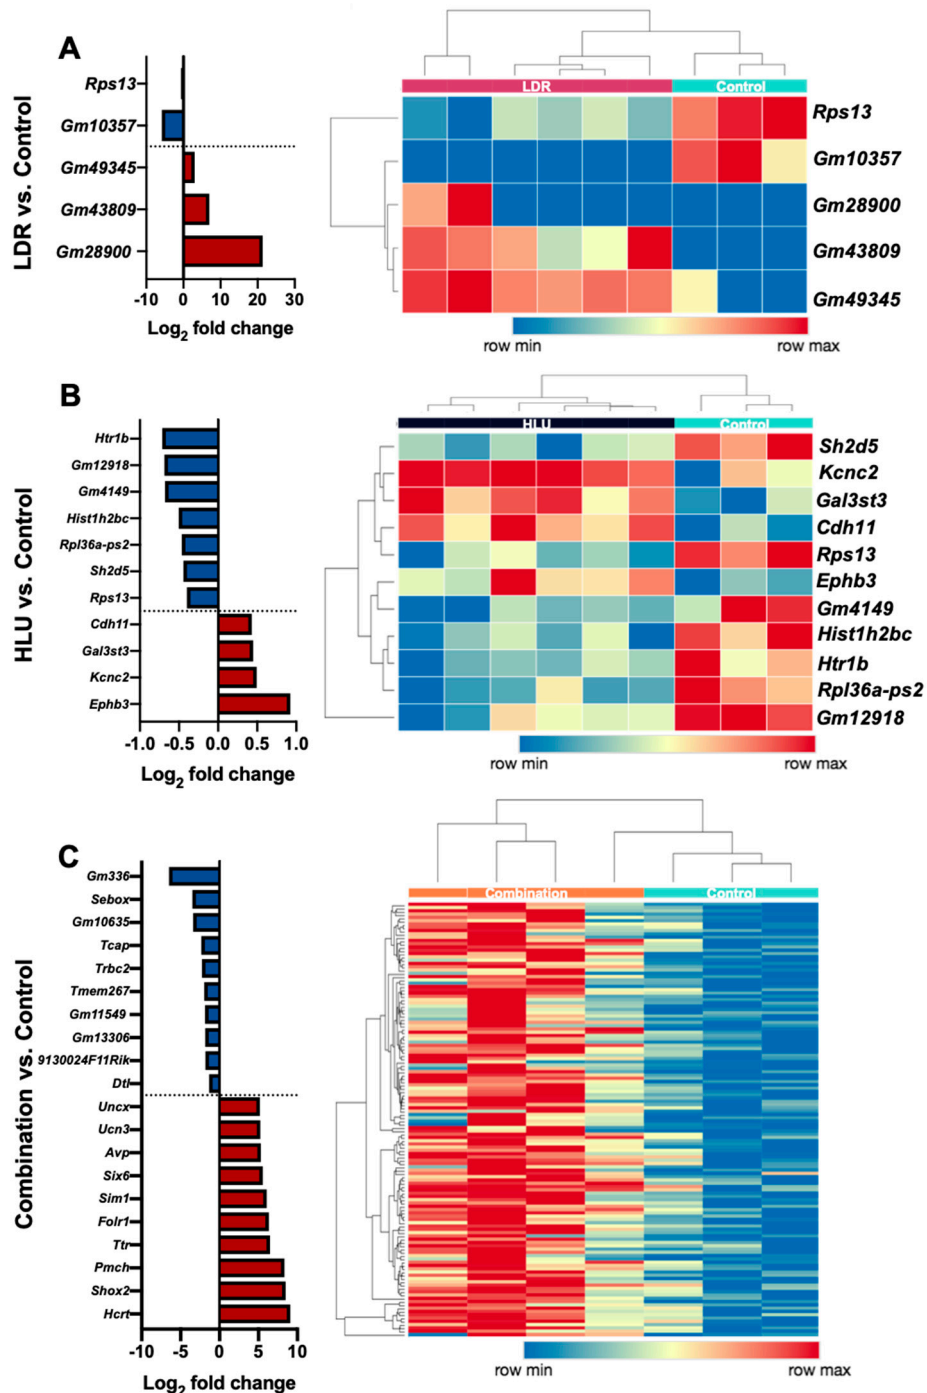 A
LDR vs. Control
Rps13
Gm10357
Gm49345
Gm43809
Gm28900
-10 0 10 20 30
Log2 fold change
LDR Control
Rps13
Gm10357
Gm28900
Gm43809
Gm49345
row min row max
B
HLU vs. Control
Htr1b
Gm12918
Gm4149
Hist1h2bc
Rpl36a-ps2
Sh2d5
Rps13
Cdh11
Gal3st3
Kcnc2
Ephb3
-1.0 -0.5 0.0 0.5 1.0
Log2 fold change
HLU Control
Sh2d5
Kcnc2
Gal3st3
Cdh11
Rps13
Ephb3
Gm4149
Hist1h2bc
Htr1b
Rpl36a-ps2
Gm12918
row min row max
C
Combination vs. Control
Gm336
Sebox
Gm10635
Tcap
Trbc2
Tmem267
Gm11549
Gm13306
9130024F11Rik
Dtl
Uncx
Ucn3
Avp
Six6
Sim1
Folr1
Ttr
Pmch
Shox2
Hcrt
-10 -5 0 5 10
Log2 fold change
Combination Control
row min row max